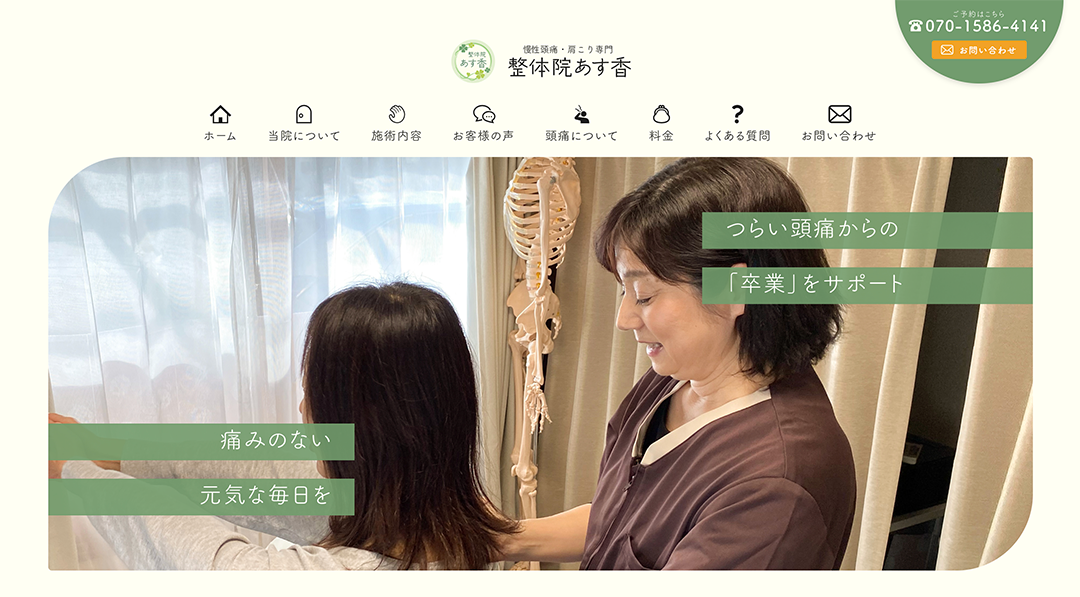 ご予約はこちら
070-1586-4141
お問い合わせ
整体院
あす香
慢性頭痛・肩こり専門
整体院あす香
ホーム
当院について
施術内容
お客様の声
頭痛について
料金
よくある質問
お問い合わせ
つらい頭痛からの
「卒業」をサポート
痛みのない
元気な毎日を